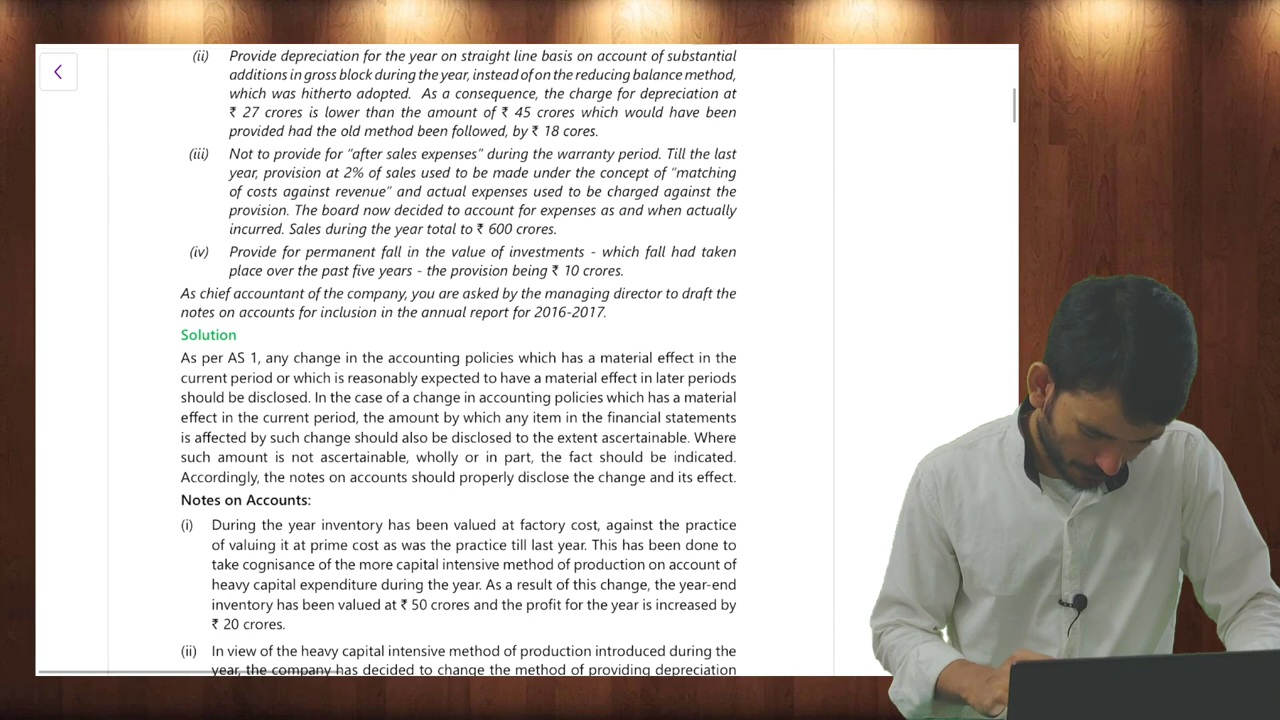 (ii) Provide depreciation for the year on straight line basis on account of substantial
additions in gross block during the year, instead of on the reducing balance method,
which was hitherto adopted. As a consequence, the charge for depreciation at
₹ 27 crores is lower than the amount of ₹ 45 crores which would have been
provided had the old method been followed, by ₹ 18 cores.
(iii) Not to provide for “after sales expenses” during the warranty period. Till the last
year, provision at 2% of sales used to be made under the concept of “matching
of costs against revenue” and actual expenses used to be charged against the
provision. The board now decided to account for expenses as and when actually
incurred. Sales during the year total to ₹ 600 crores.
(iv) Provide for permanent fall in the value of investments - which fall had taken
place over the past five years - the provision being ₹ 10 crores.
As chief accountant of the company, you are asked by the managing director to draft the
notes on accounts for inclusion in the annual report for 2016-2017.
Solution
As per AS 1, any change in the accounting policies which has a material effect in the
current period or which is reasonably expected to have a material effect in later periods
should be disclosed. In the case of a change in accounting policies which has a material
effect in the current period, the amount by which any item in the financial statements
is affected by such change should also be disclosed to the extent ascertainable. Where
such amount is not ascertainable, wholly or in part, the fact should be indicated.
Accordingly, the notes on accounts should properly disclose the change and its effect.
Notes on Accounts:
(i) During the year inventory has been valued at factory cost, against the practice
of valuing it at prime cost as was the practice till last year. This has been done to
take cognisance of the more capital intensive method of production on account of
heavy capital expenditure during the year. As a result of this change, the year-end
inventory has been valued at ₹ 50 crores and the profit for the year is increased by
₹ 20 crores.
(ii) In view of the heavy capital intensive method of production introduced during the
year, the company has decided to change the method of providing depreciation